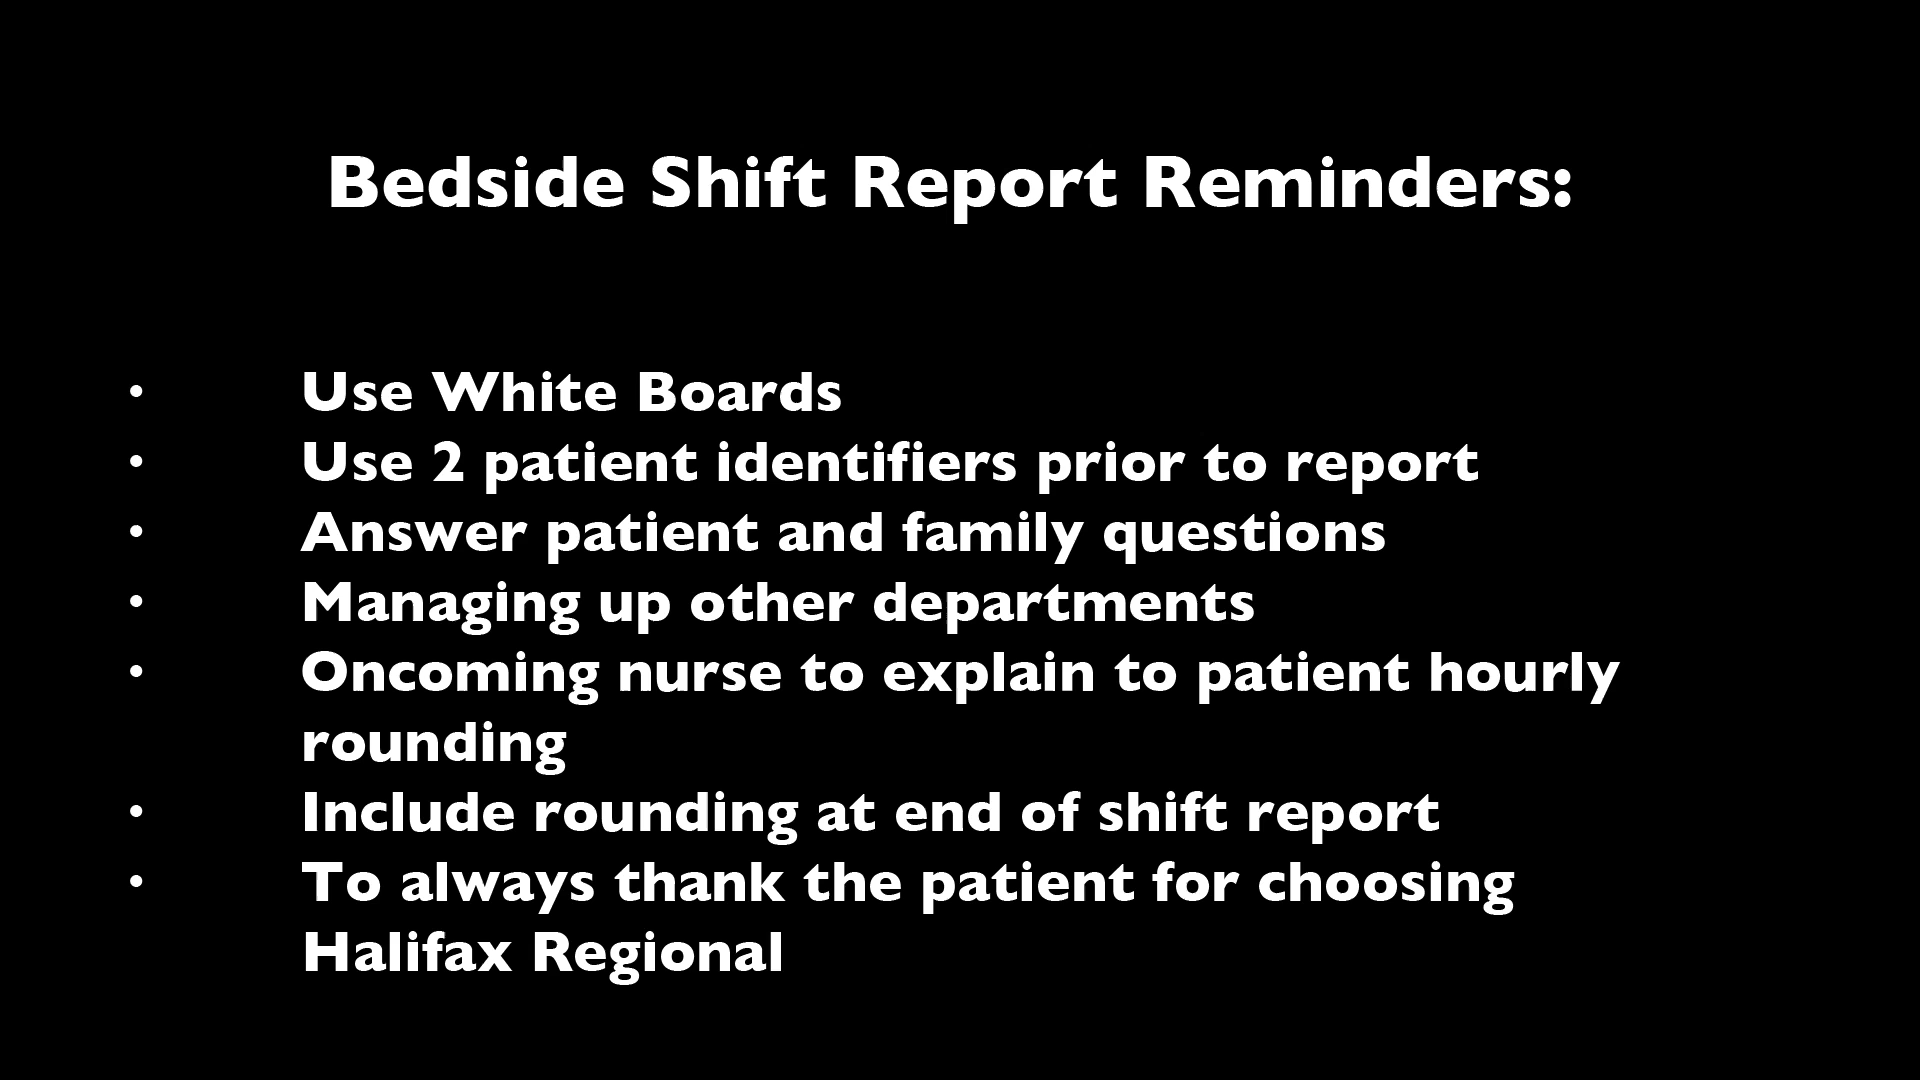 Bedside Shift Report Reminders:
• Use White Boards
• Use 2 patient identifiers prior to report
• Answer patient and family questions
• Managing up other departments
• Oncoming nurse to explain to patient hourly
rounding
• Include rounding at end of shift report
• To always thank the patient for choosing
Halifax Regional